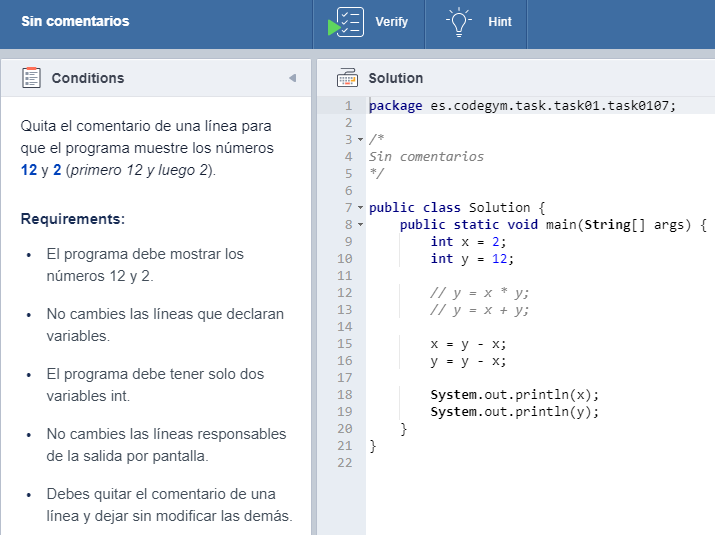 Sin comentarios
Verify
Hint
Conditions
Quita el comentario de una línea para
que el programa muestre los números
12 y 2 (primero 12 y luego 2).
Requirements:
• El programa debe mostrar los
números 12 y 2.
• No cambies las líneas que declaran
variables.
• El programa debe tener solo dos
variables int.
• No cambies las líneas responsables
de la salida por pantalla.
• Debes quitar el comentario de una
línea y dejar sin modificar las demás.
Solution
1 package es.codegym.task.task01.task0107;
2
3 /*
4 Sin comentarios
5 */
6
7 public class Solution {
8     public static void main(String[] args) {
9         int x = 2;
10         int y = 12;
11
12         // y = x * y;
13         // y = x + y;
14
15         x = y - x;
16         y = y - x;
17
18         System.out.println(x);
19         System.out.println(y);
20     }
21 }
22